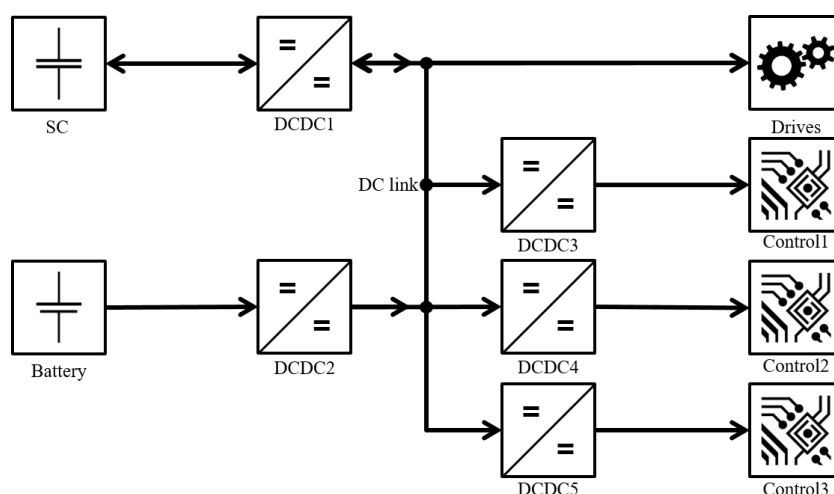 SC
DCDC1
Drives
DC link
DCDC3
Control1
Battery
DCDC2
DCDC4
Control2
DCDC5
Control3